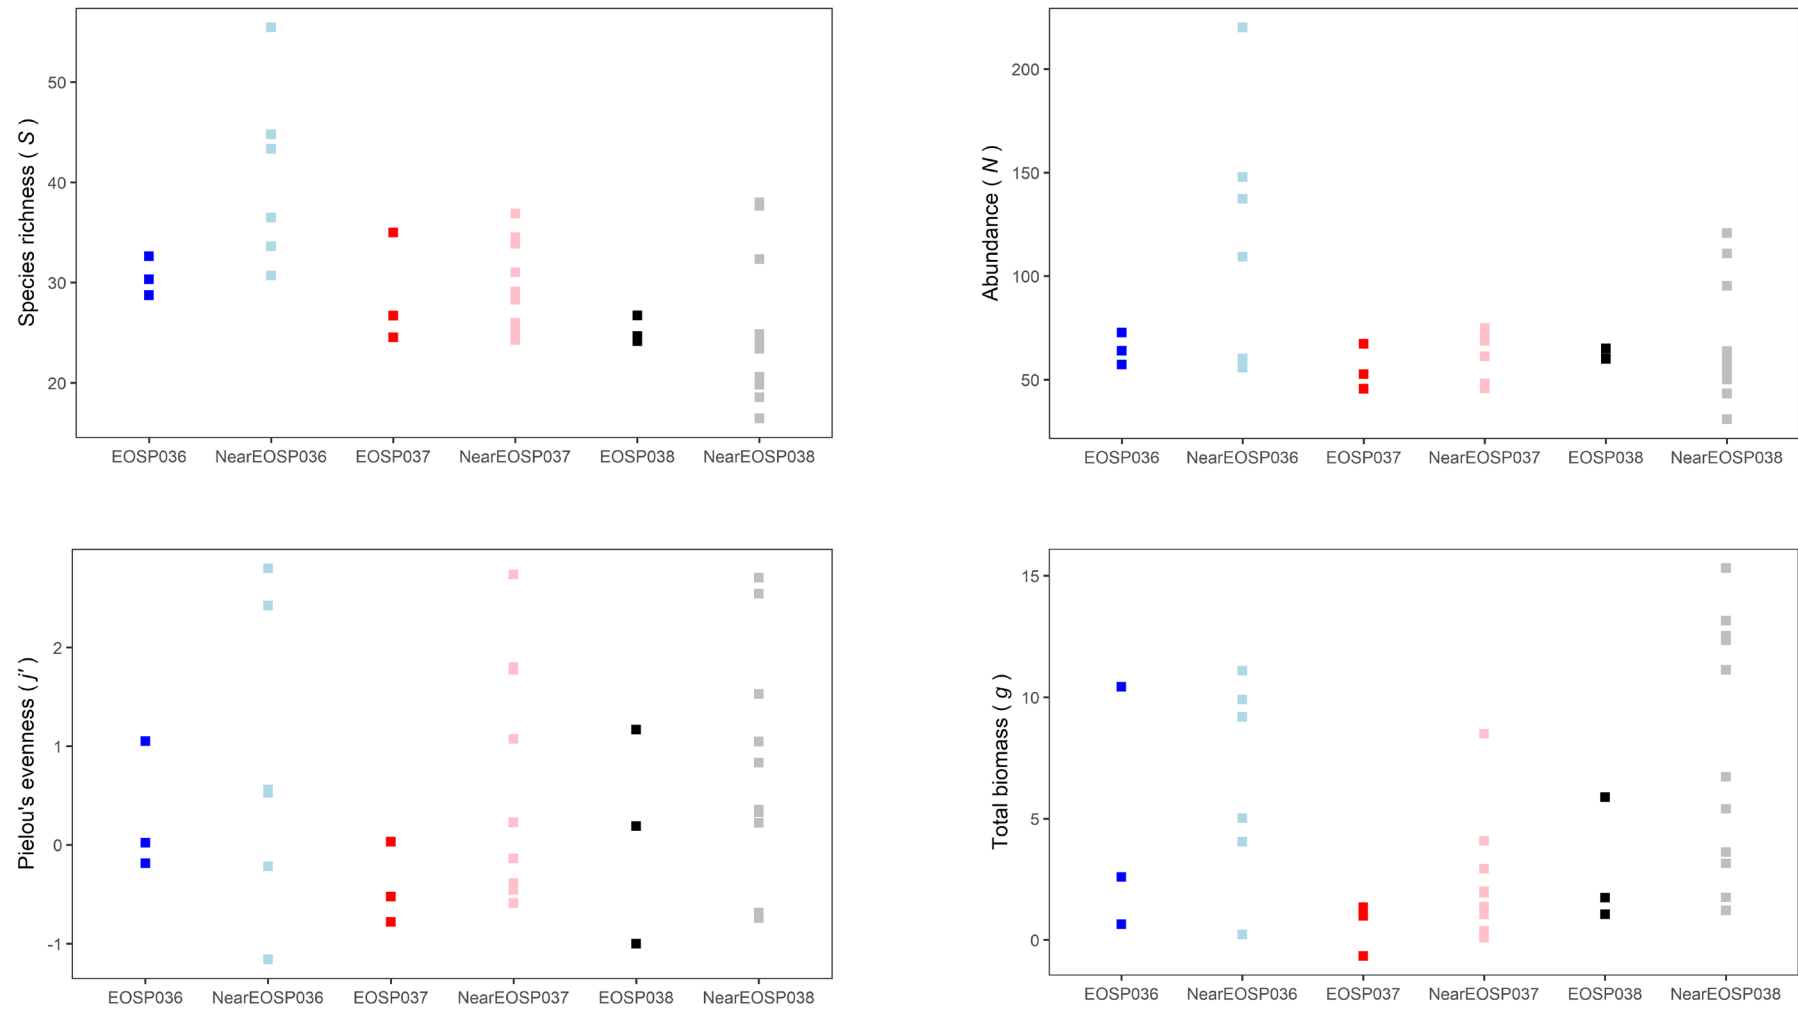 Species richness ( S )
50
40
30
20
EOSP036 NearEOSP036 EOSP037 NearEOSP037 EOSP038 NearEOSP038
Abundance ( N )
200
150
100
50
EOSP036 NearEOSP036 EOSP037 NearEOSP037 EOSP038 NearEOSP038
Pielou's evenness ( j' )
2
1
0
-1
EOSP036 NearEOSP036 EOSP037 NearEOSP037 EOSP038 NearEOSP038
Total biomass ( g )
15
10
5
0
EOSP036 NearEOSP036 EOSP037 NearEOSP037 EOSP038 NearEOSP038